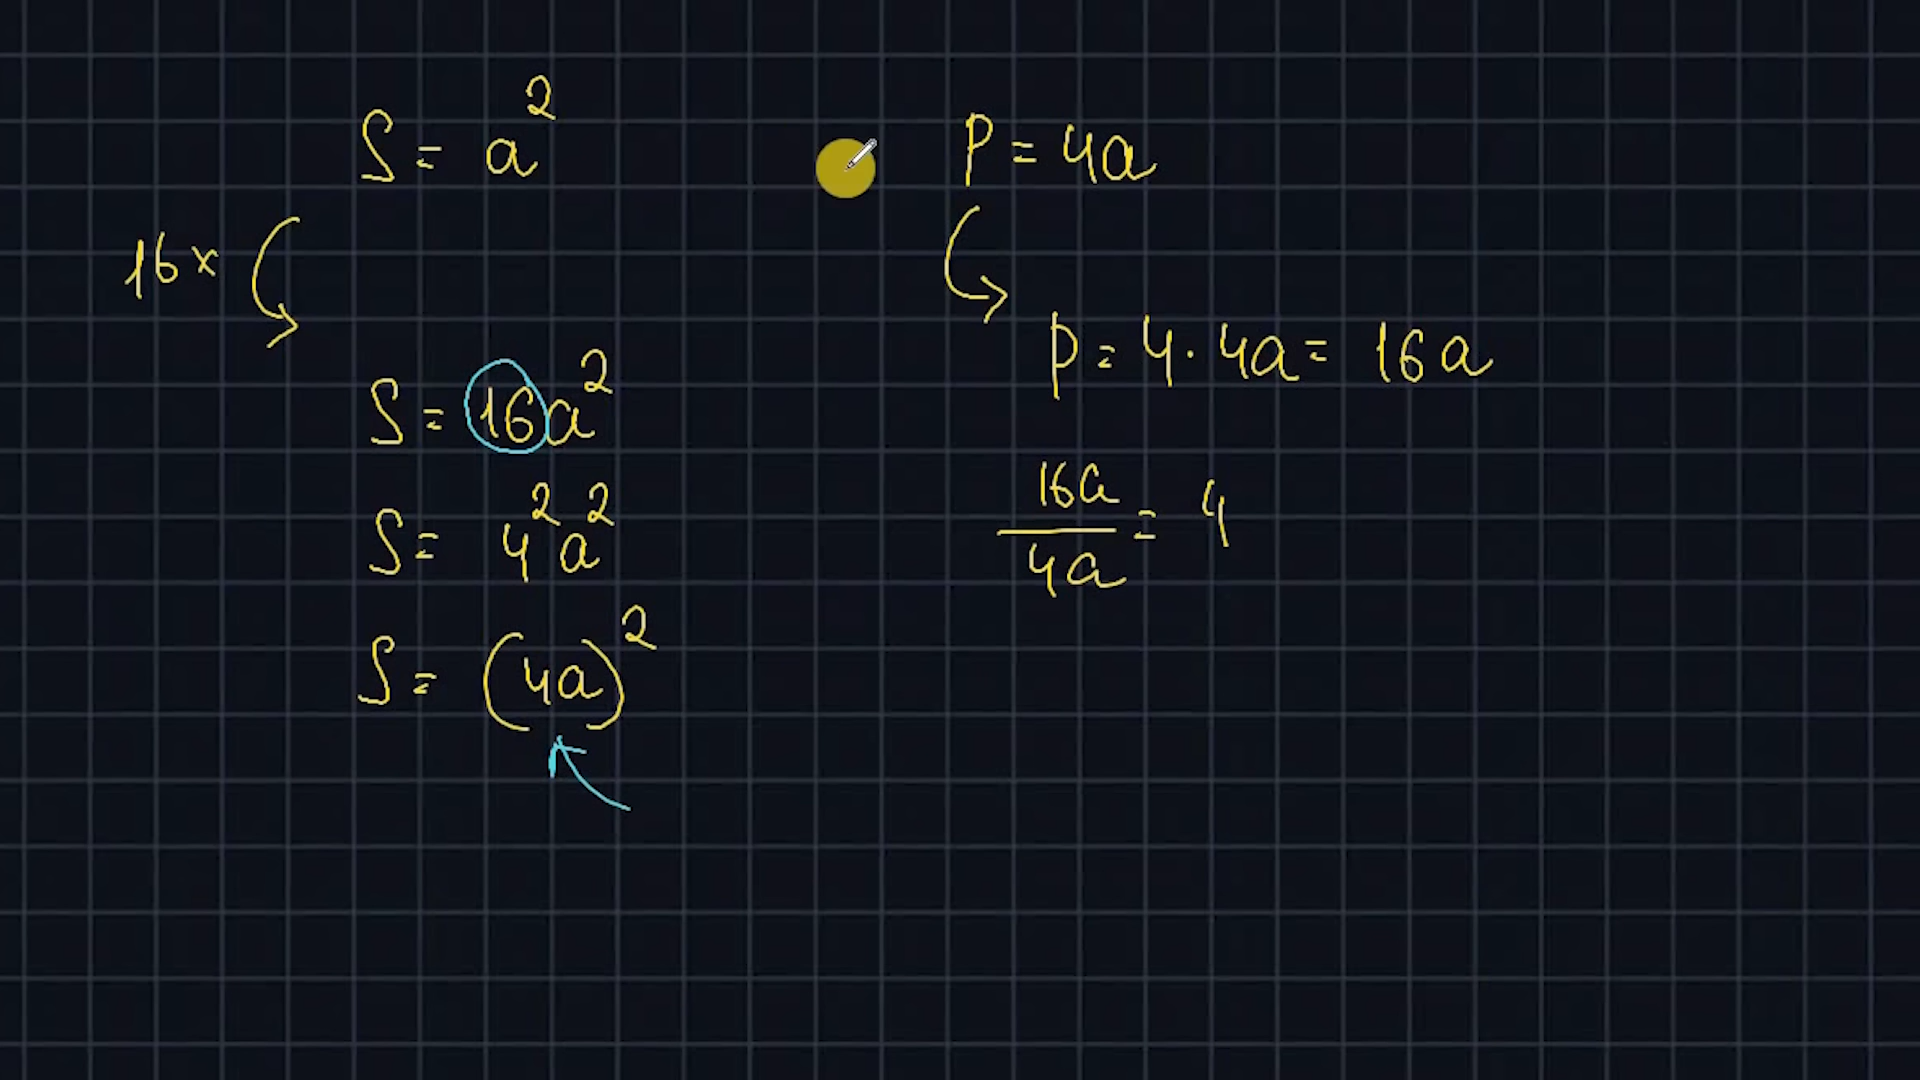 S = a²
16x
S = 16a²
S = 4²a²
S = (4a)²
P = 4a
P = 4 · 4a = 16a
16a
4a
= 4